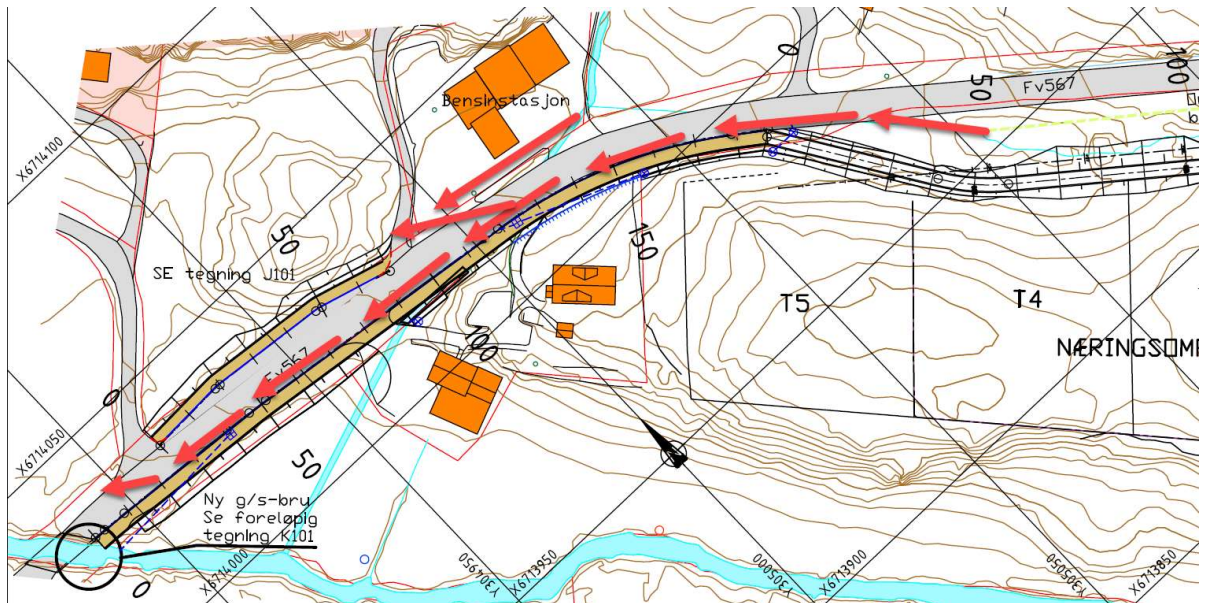 Bensinstasjon
0
50
Fv567
100
X6714100
50
SE tegning J101
150
T5
T4
100
Fv567
0
X6714050
50
Ny g/s-bru
Se foreløpig
tegning K101
0
X6714000
Y304950
X6713950
Y305000
X6713900
Y305050
X6713850